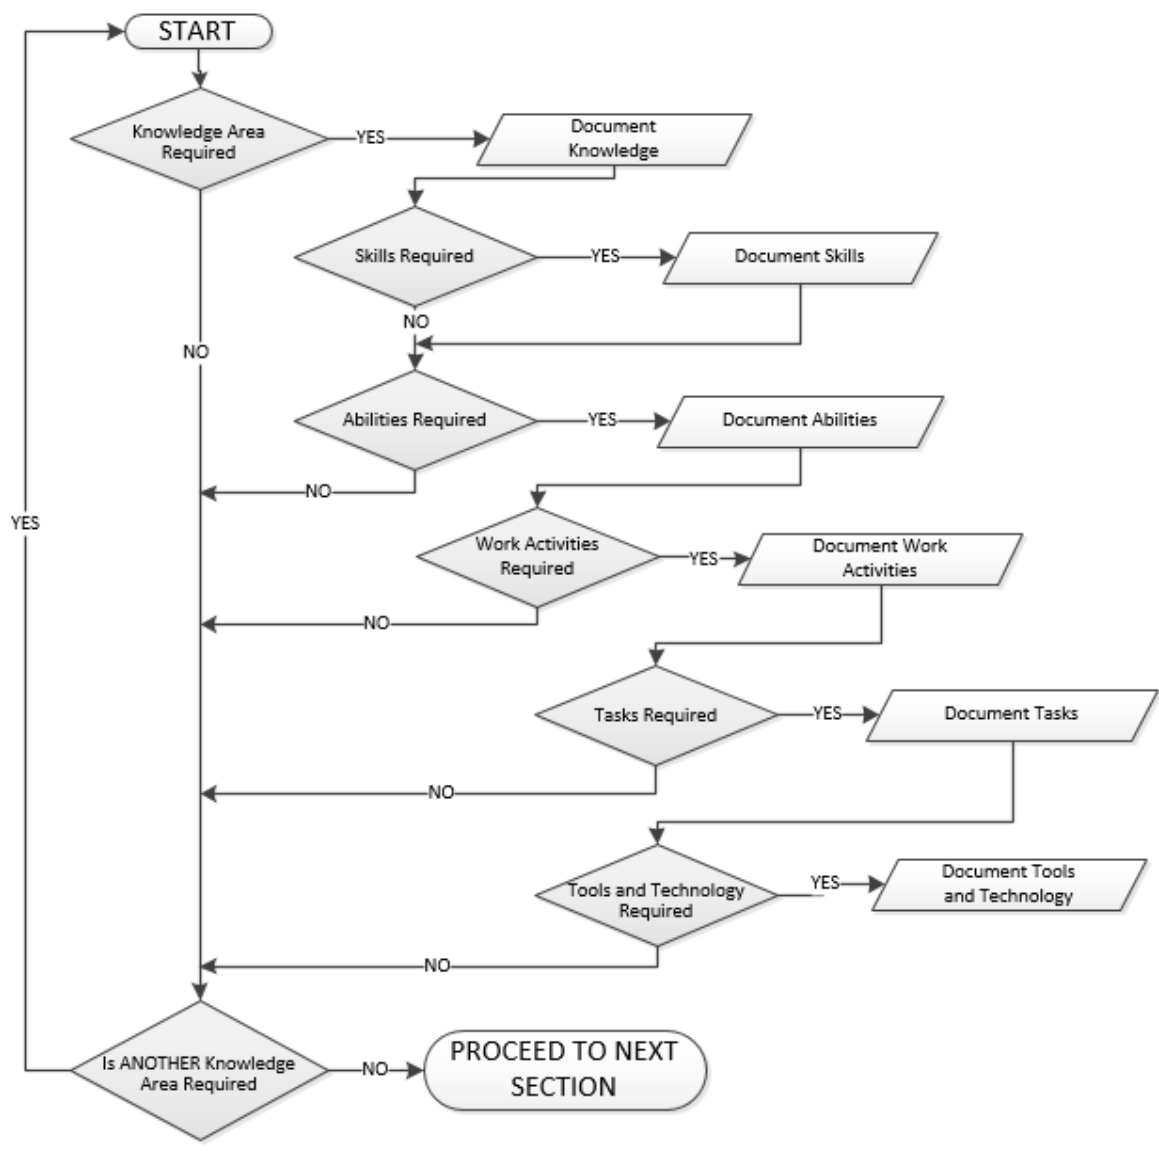 START
Knowledge Area
Required
YES
Document
Knowledge
Skills Required
YES
Document Skills
NO
NO
Abilities Required
YES
Document Abilities
NO
YES
Work Activities
Required
YES
Document Work
Activities
NO
Tasks Required
YES
Document Tasks
NO
Tools and Technology
Required
YES
Document Tools
and Technology
NO
Is ANOTHER Knowledge
Area Required
NO
PROCEED TO NEXT
SECTION